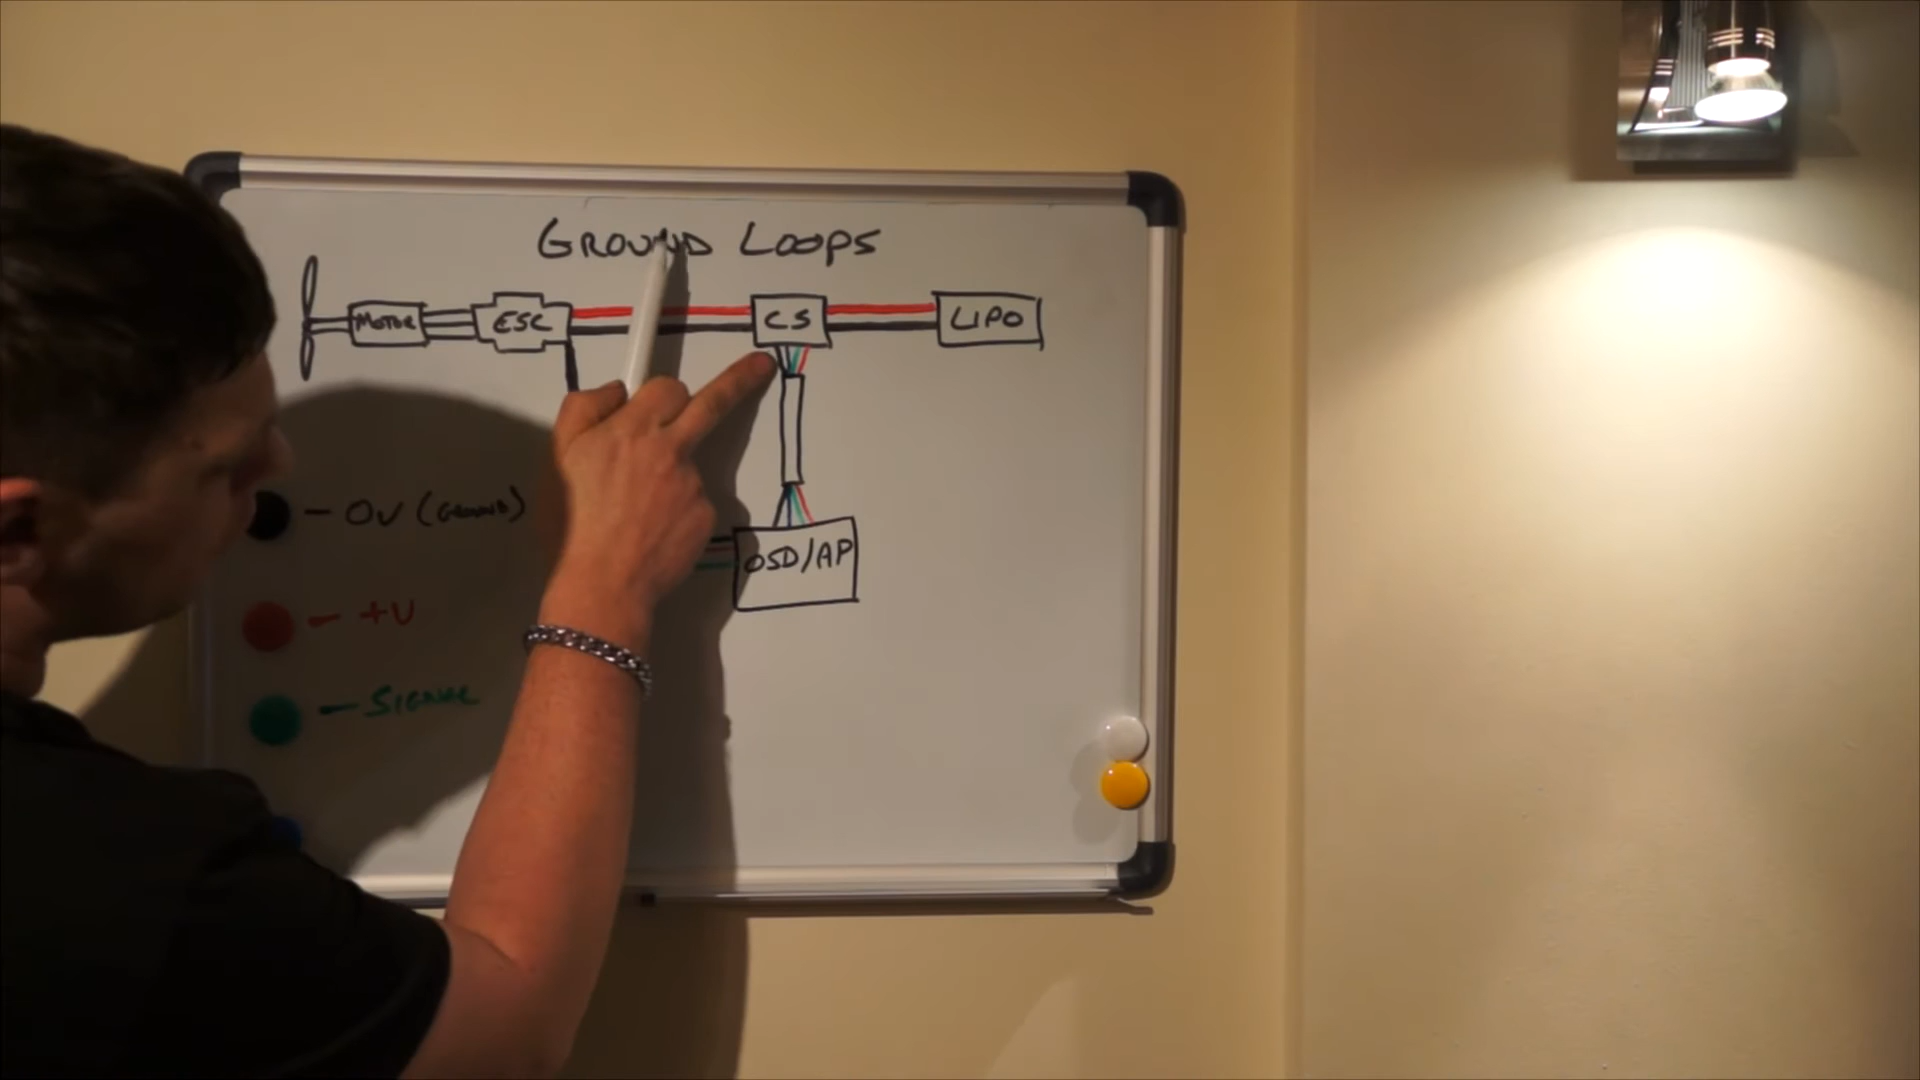 GROUND LOOPS
MOTOR ESC CS LIPO
- 0V (GROUND)
OSD/AP
- +V
- SIGNAL